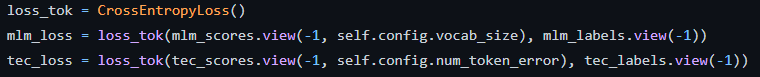 loss_tok = CrossEntropyLoss()
mlm_loss = loss_tok(mlm_scores.view(-1, self.config.vocab_size), mlm_labels.view(-1))
tec_loss = loss_tok(tec_scores.view(-1, self.config.num_token_error), tec_labels.view(-1))